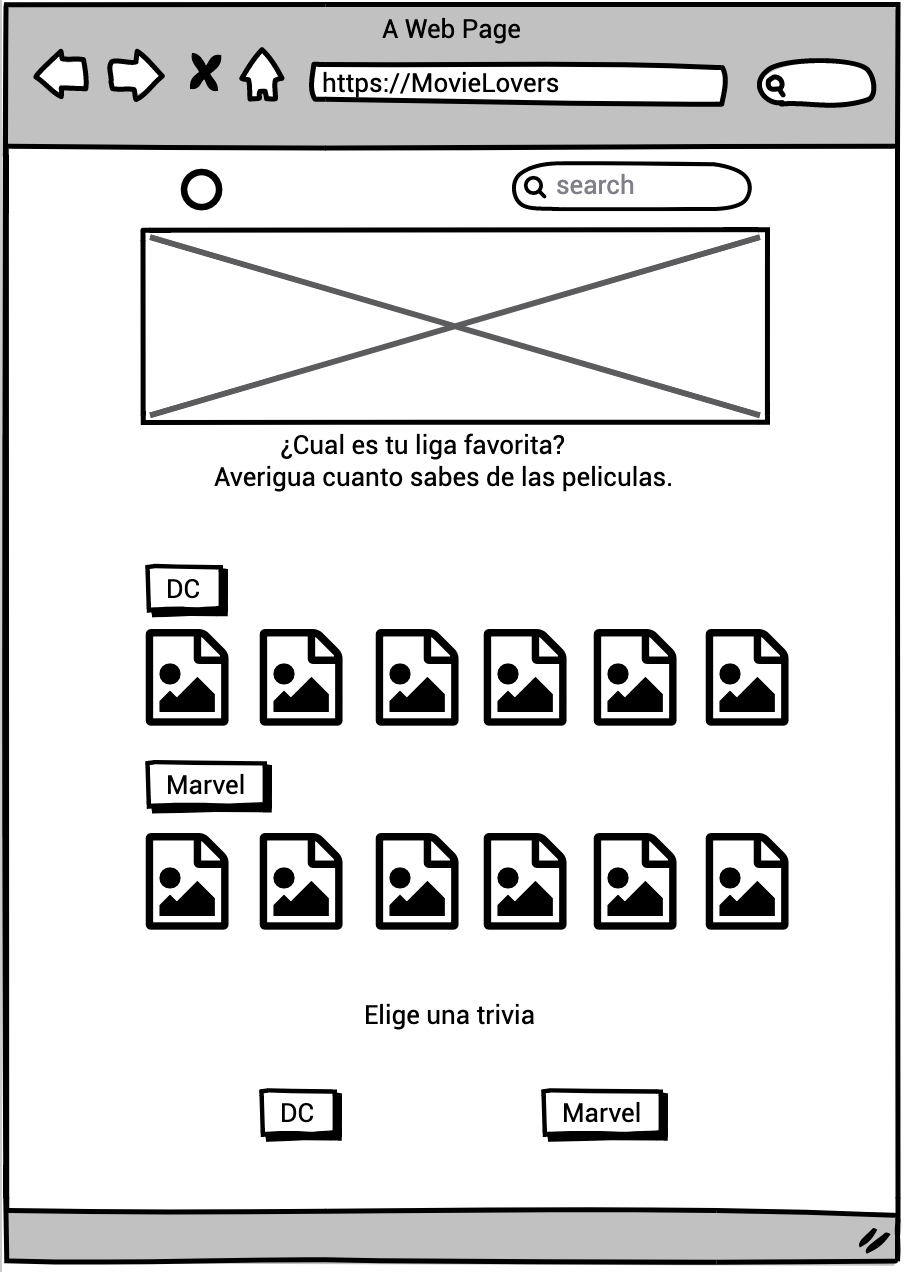 A Web Page
https://MovieLovers
search
¿Cual es tu liga favorita?
Averigua cuanto sabes de las peliculas.
DC
Marvel
Elige una trivia
DC
Marvel